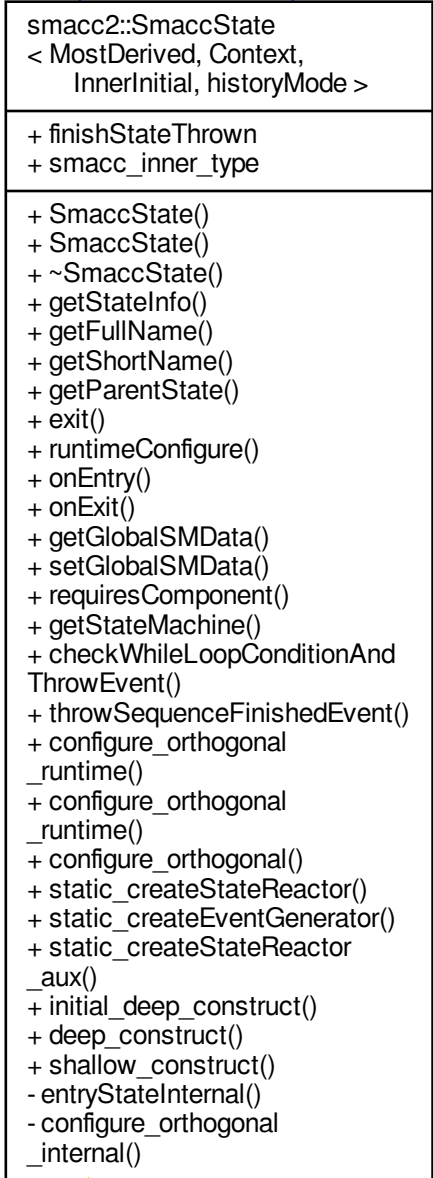 smacc2::SmaccState
< MostDerived, Context,
InnerInitial, historyMode >
+ finishStateThrown
+ smacc_inner_type
+ SmaccState()
+ SmaccState()
+ ~SmaccState()
+ getStateInfo()
+ getFullName()
+ getShortName()
+ getParentState()
+ exit()
+ runtimeConfigure()
+ onEntry()
+ onExit()
+ getGlobalSMData()
+ setGlobalSMData()
+ requiresComponent()
+ getStateMachine()
+ checkWhileLoopConditionAnd
ThrowEvent()
+ throwSequenceFinishedEvent()
+ configure_orthogonal
_runtime()
+ configure_orthogonal
_runtime()
+ configure_orthogonal()
+ static_createStateReactor()
+ static_createEventGenerator()
+ static_createStateReactor
_aux()
+ initial_deep_construct()
+ deep_construct()
+ shallow_construct()
- entryStateInternal()
- configure_orthogonal
_internal()